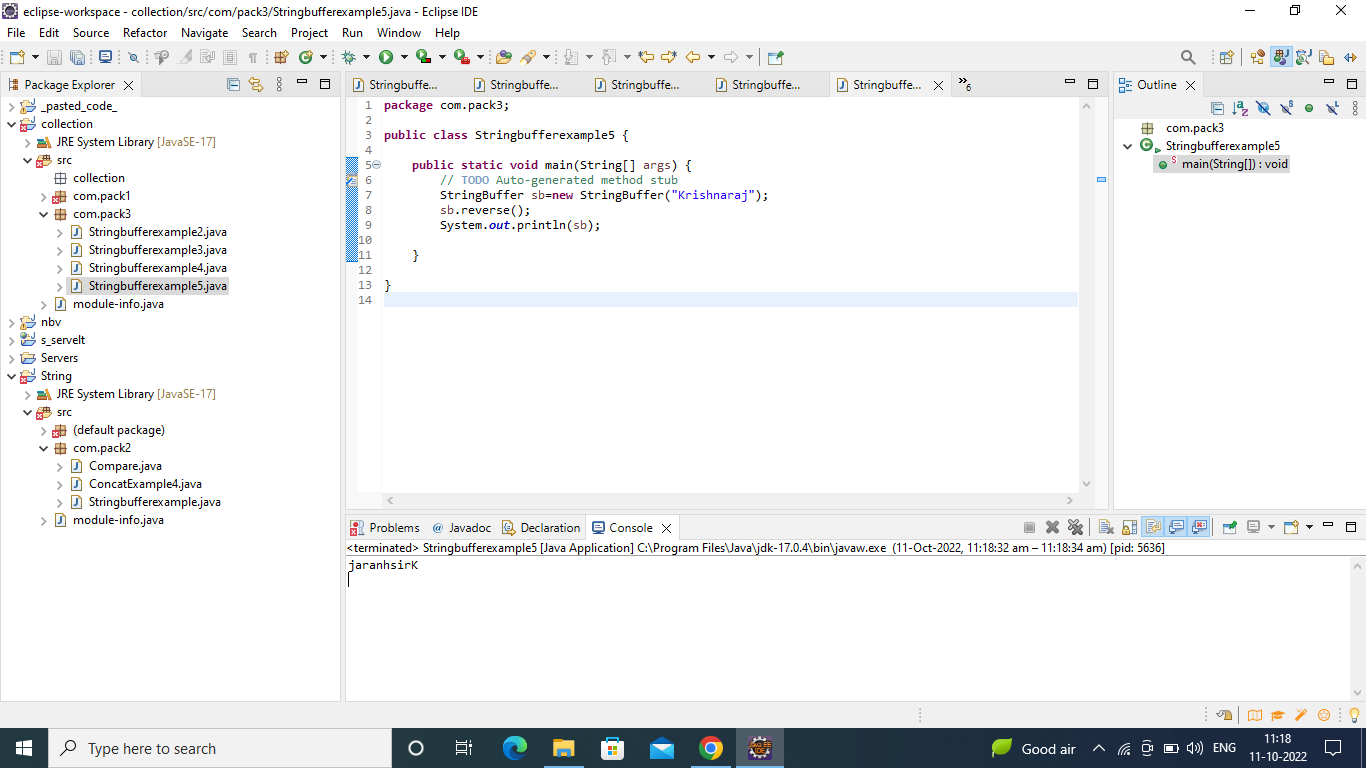 eclipse-workspace - collection/src/com/pack3/Stringbufferexample5.java - Eclipse IDE
File Edit Source Refactor Navigate Search Project Run Window Help
Package Explorer
_pasted_code_
collection
JRE System Library [JavaSE-17]
src
collection
com.pack1
com.pack3
Stringbufferexample2.java
Stringbufferexample3.java
Stringbufferexample4.java
Stringbufferexample5.java
module-info.java
nbv
s_servelt
Servers
String
JRE System Library [JavaSE-17]
src
(default package)
com.pack2
Compare.java
ConcatExample4.java
Stringbufferexample.java
module-info.java
Stringbuffe... Stringbuffe... Stringbuffe... Stringbuffe... Stringbuffe... »6
1 package com.pack3;
2
3 public class Stringbufferexample5 {
4
5     public static void main(String[] args) {
6         // TODO Auto-generated method stub
7         StringBuffer sb=new StringBuffer("Krishnaraj");
8         sb.reverse();
9         System.out.println(sb);
10
11     }
12
13 }
14
Outline
com.pack3
Stringbufferexample5
main(String[]) : void
Problems @ Javadoc Declaration Console
<terminated> Stringbufferexample5 [Java Application] C:\Program Files\Java\jdk-17.0.4\bin\javaw.exe (11-Oct-2022, 11:18:32 am – 11:18:34 am) [pid: 5636]
jaranhsirK
Type here to search
Good air
ENG
11:18
11-10-2022